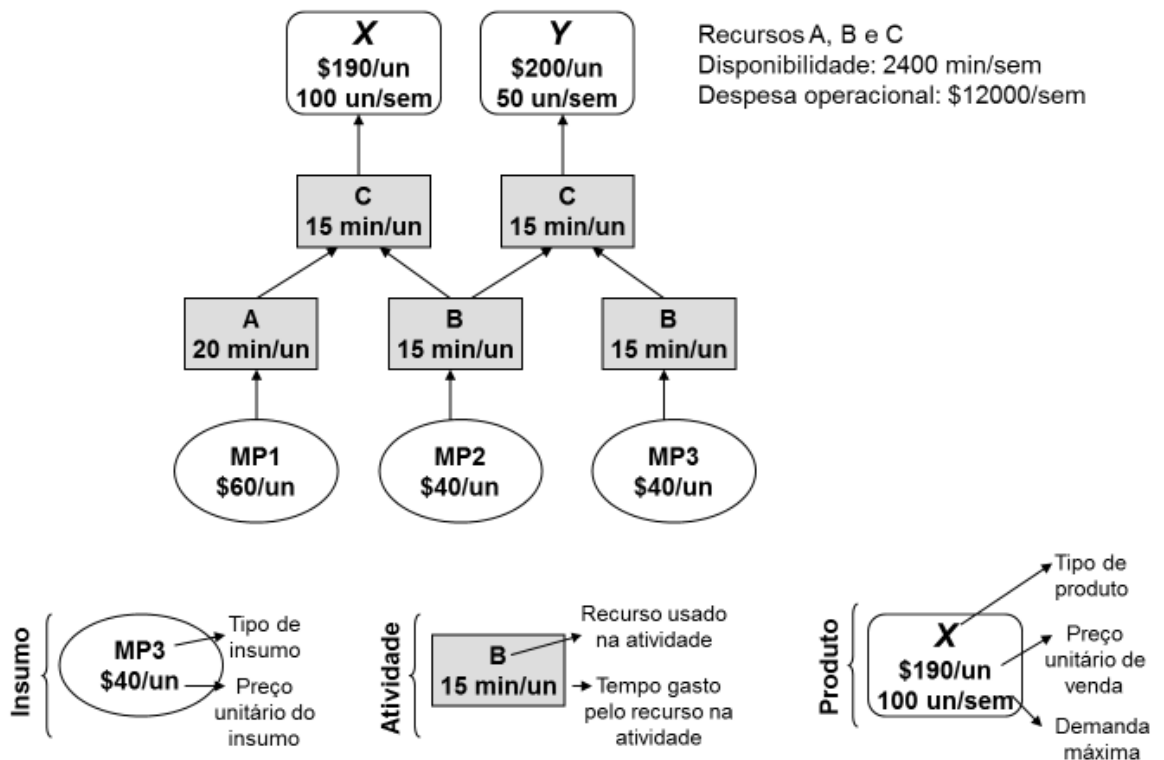 X
$190/un
100 un/sem
Y
$200/un
50 un/sem
Recursos A, B e C
Disponibilidade: 2400 min/sem
Despesa operacional: $12000/sem
C
15 min/un
C
15 min/un
A
20 min/un
B
15 min/un
B
15 min/un
MP1
$60/un
MP2
$40/un
MP3
$40/un
Insumo
MP3
$40/un
Tipo de
insumo
Preço
unitário do
insumo
Atividade
B
15 min/un
Recurso usado
na atividade
Tempo gasto
pelo recurso na
atividade
Produto
X
$190/un
100 un/sem
Tipo de
produto
Preço
unitário de
venda
Demanda
máxima